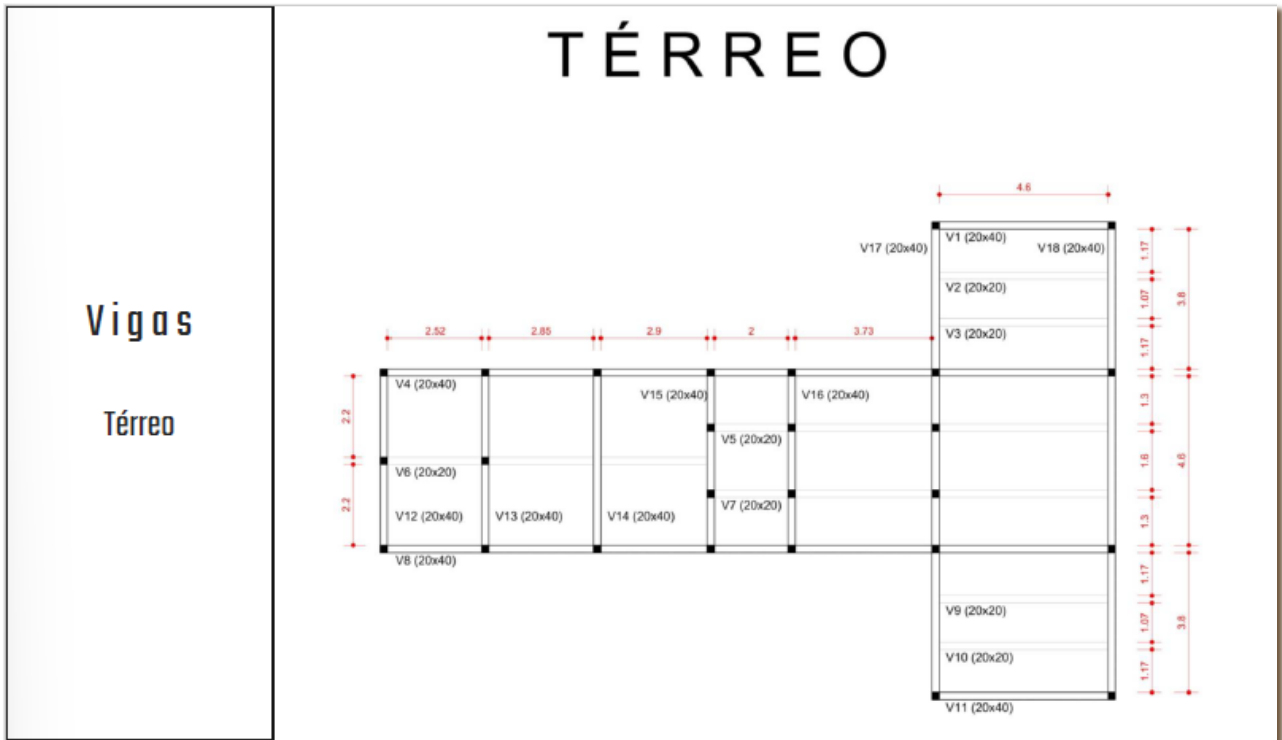 TÉRREO
Vigas
Térreo
4.6
V17 (20x40)
V1 (20x40)
V18 (20x40)
1.17
V2 (20x20)
1.07
3.8
V3 (20x20)
1.17
2.52
2.85
2.9
2
3.73
V4 (20x40)
V15 (20x40)
V16 (20x40)
1.3
2.2
V5 (20x20)
1.6
4.6
V6 (20x20)
V7 (20x20)
2.2
V12 (20x40)
V13 (20x40)
V14 (20x40)
1.3
V8 (20x40)
1.17
V9 (20x20)
1.07
3.8
V10 (20x20)
1.17
V11 (20x40)